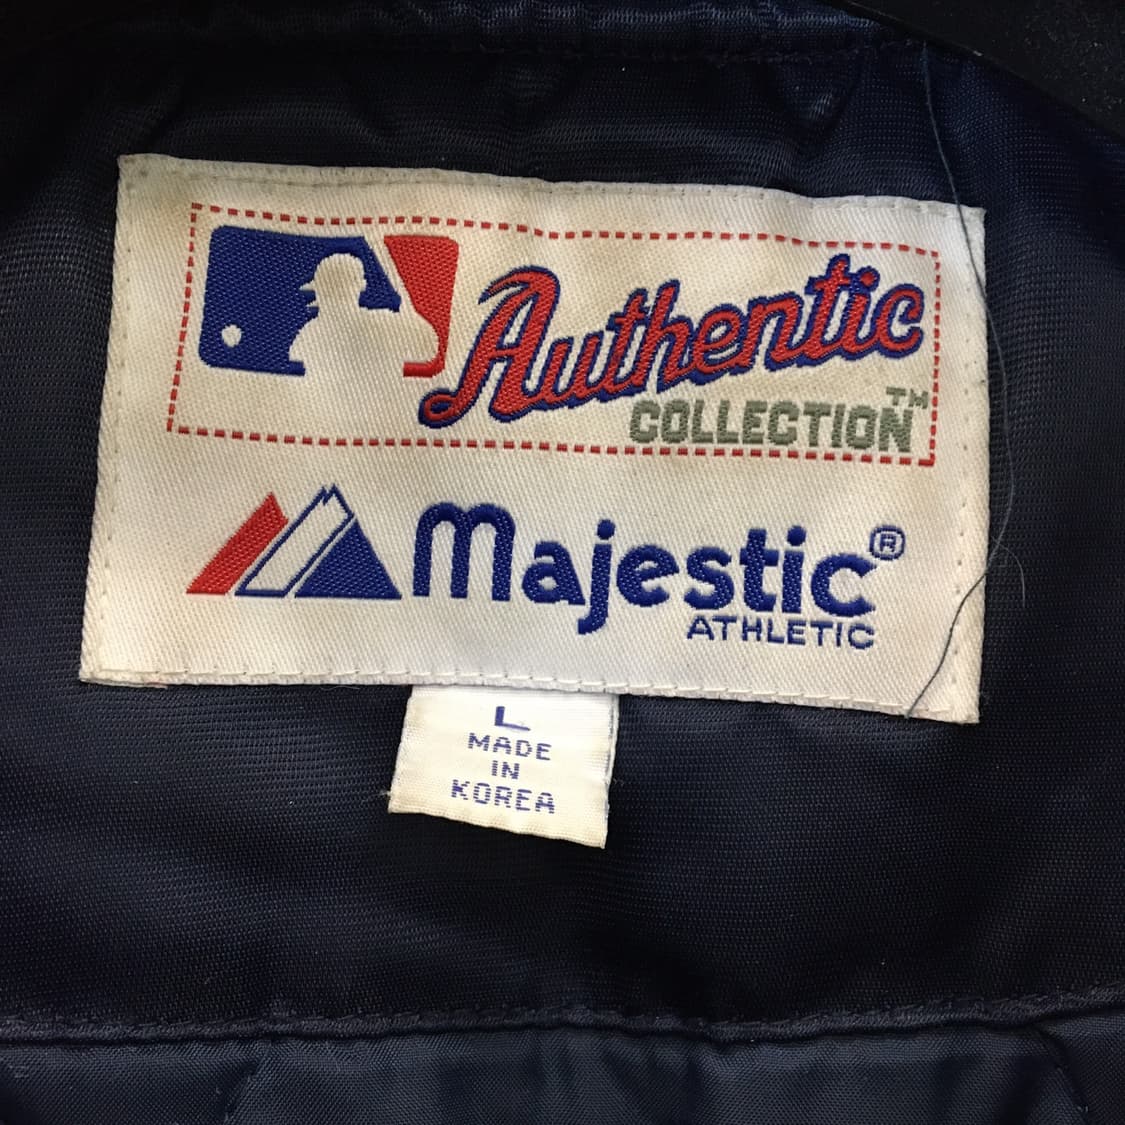 Authentic
COLLECTION™
Majestic®
ATHLETIC
L
MADE
IN
KOREA